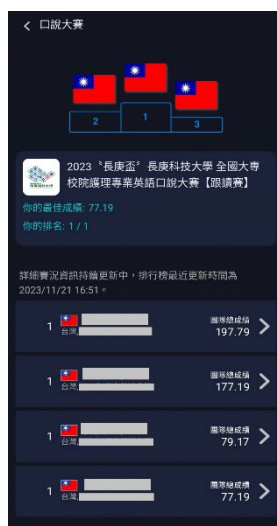 口說大賽
2
1
3
2023〝長庚盃〞長庚科技大學 全國大專
校院護理專業英語口說大賽【跟讀賽】
你的最佳成績: 77.19
你的排名: 1 / 1
詳細賽況資訊持續更新中，排行榜最近更新時間為
2023/11/21 16:51。
1 台灣, 團隊總成績
197.79
1 台灣, 團隊總成績
177.19
1 台灣, 團隊總成績
79.17
1 台灣, 團隊總成績
77.19